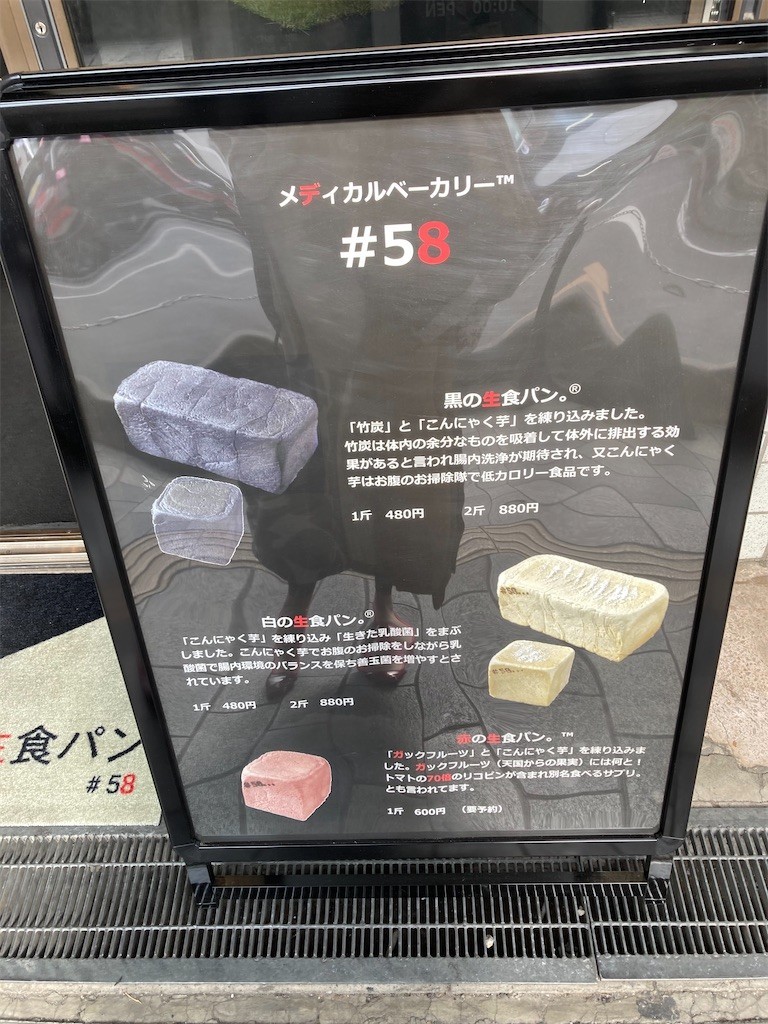 メディカルベーカリー™
#58
黒の生食パン。®
「竹炭」と「こんにゃく芋」を練り込みました。
竹炭は体内の余分なものを吸着して体外に排出する効
果があると言われ腸内洗浄が期待され、又こんにゃく
芋はお腹のお掃除隊で低カロリー食品です。
1斤 480円 2斤 880円
白の生食パン。®
「こんにゃく芋」を練り込み「生きた乳酸菌」をまぶ
しました。こんにゃく芋でお腹のお掃除をしながら乳
酸菌で腸内環境のバランスを保ち善玉菌を増やすとさ
れています。
1斤 480円 2斤 880円
赤の生食パン。™
「ガックフルーツ」と「こんにゃく芋」を練り込みま
した。ガックフルーツ（天国からの果実）には何と！
トマトの70倍のリコピンが含まれ別名食べるサプリ。
とも言われてます。
1斤 600円 （要予約）
生食パン
#58